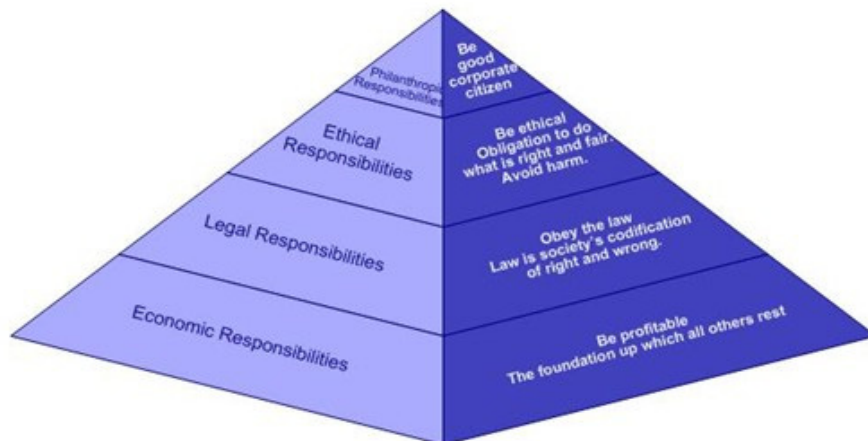 Philanthropic
Responsibilities
Be
good
corporate
citizen
Ethical
Responsibilities
Be ethical
Obligation to do
what is right and fair.
Avoid harm.
Legal Responsibilities
Obey the law
Law is society's codification
of right and wrong.
Economic Responsibilities
Be profitable
The foundation up which all others rest